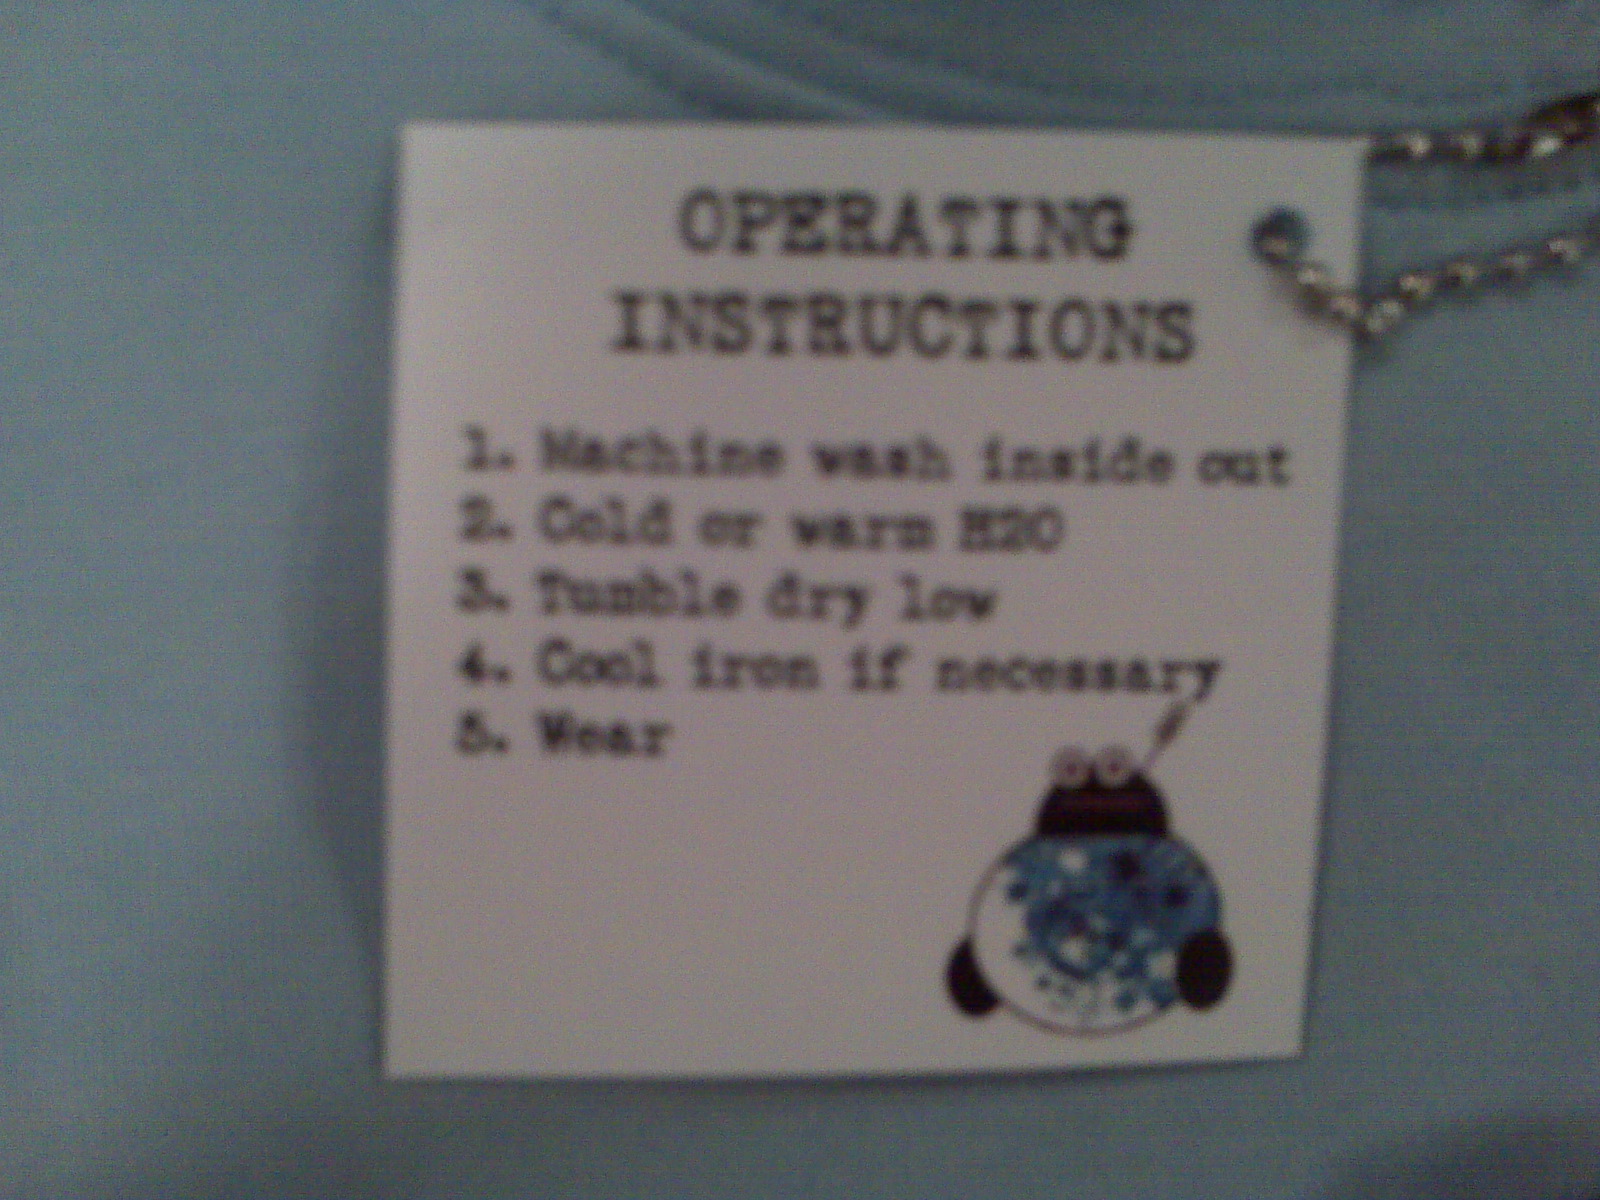 OPERATING
INSTRUCTIONS
1. Machine wash inside out
2. Cold or warm H2O
3. Tumble dry low
4. Cool iron if necessary
5. Wear